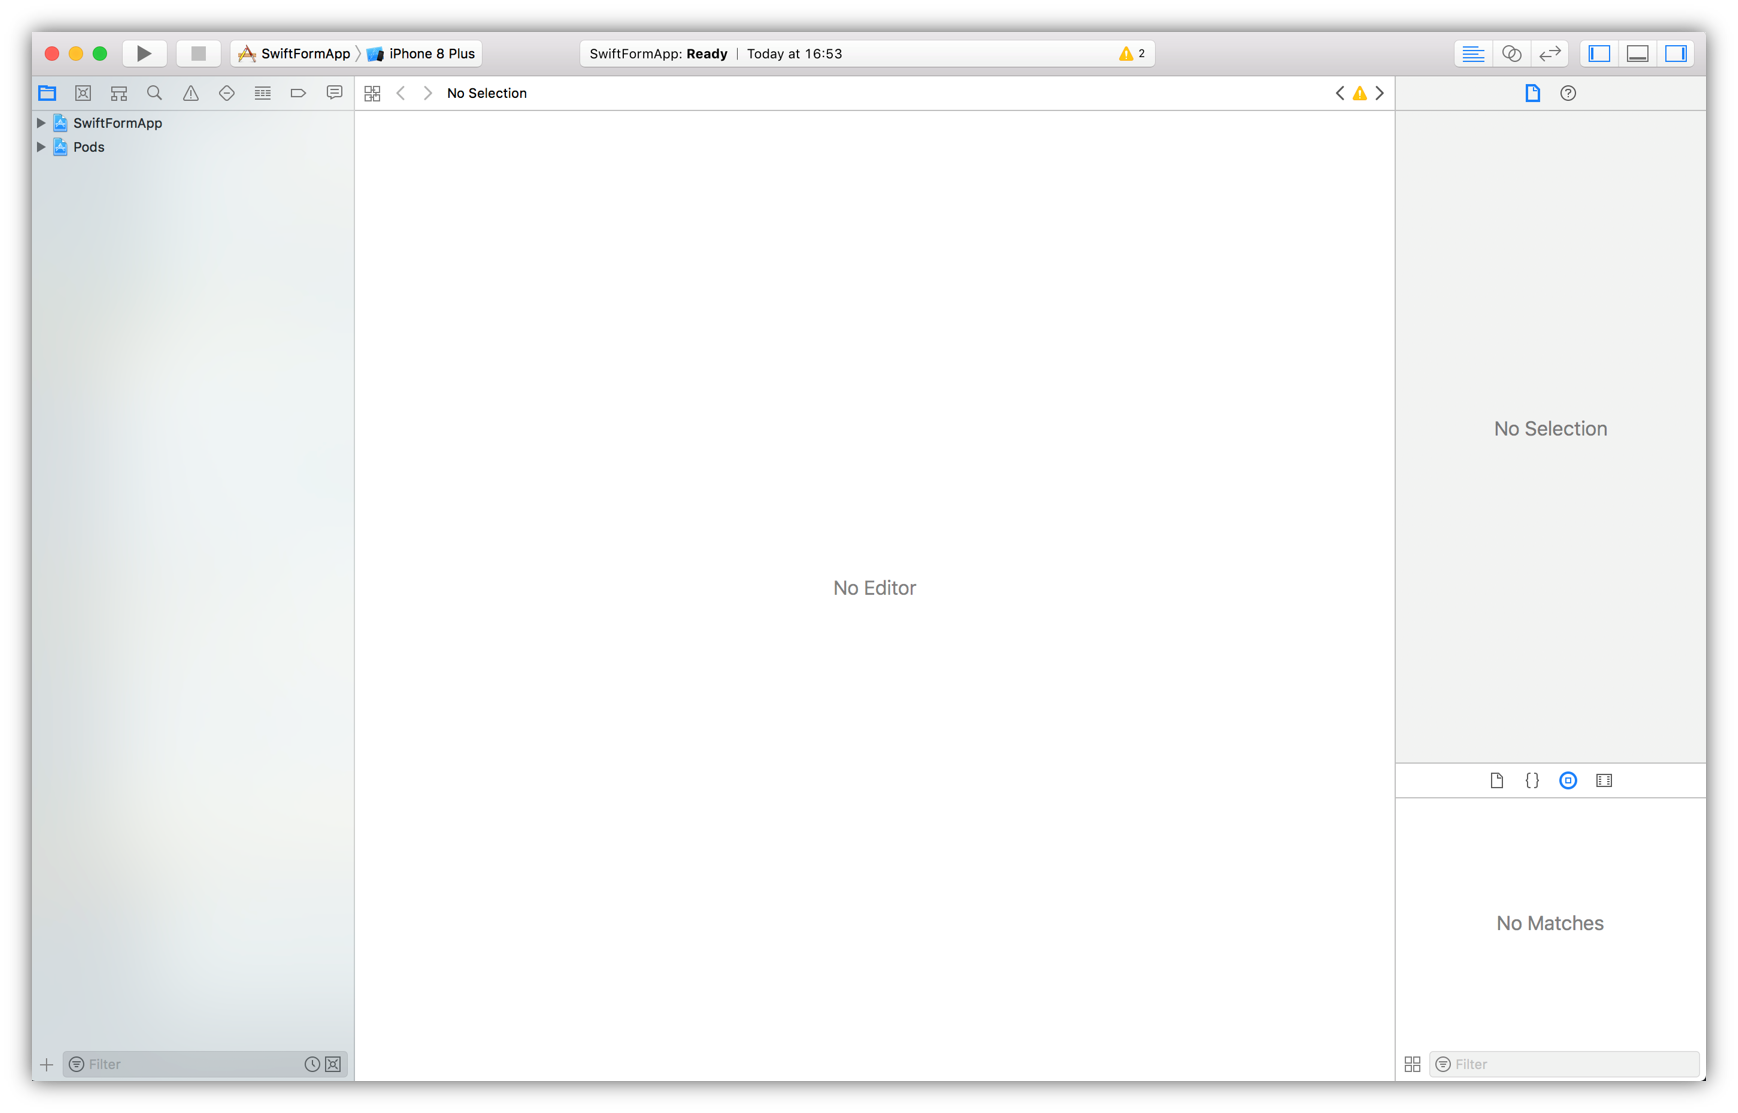 SwiftFormApp
iPhone 8 Plus
SwiftFormApp: Ready | Today at 16:53
2
No Selection
SwiftFormApp
Pods
No Selection
No Editor
No Matches
Filter
Filter